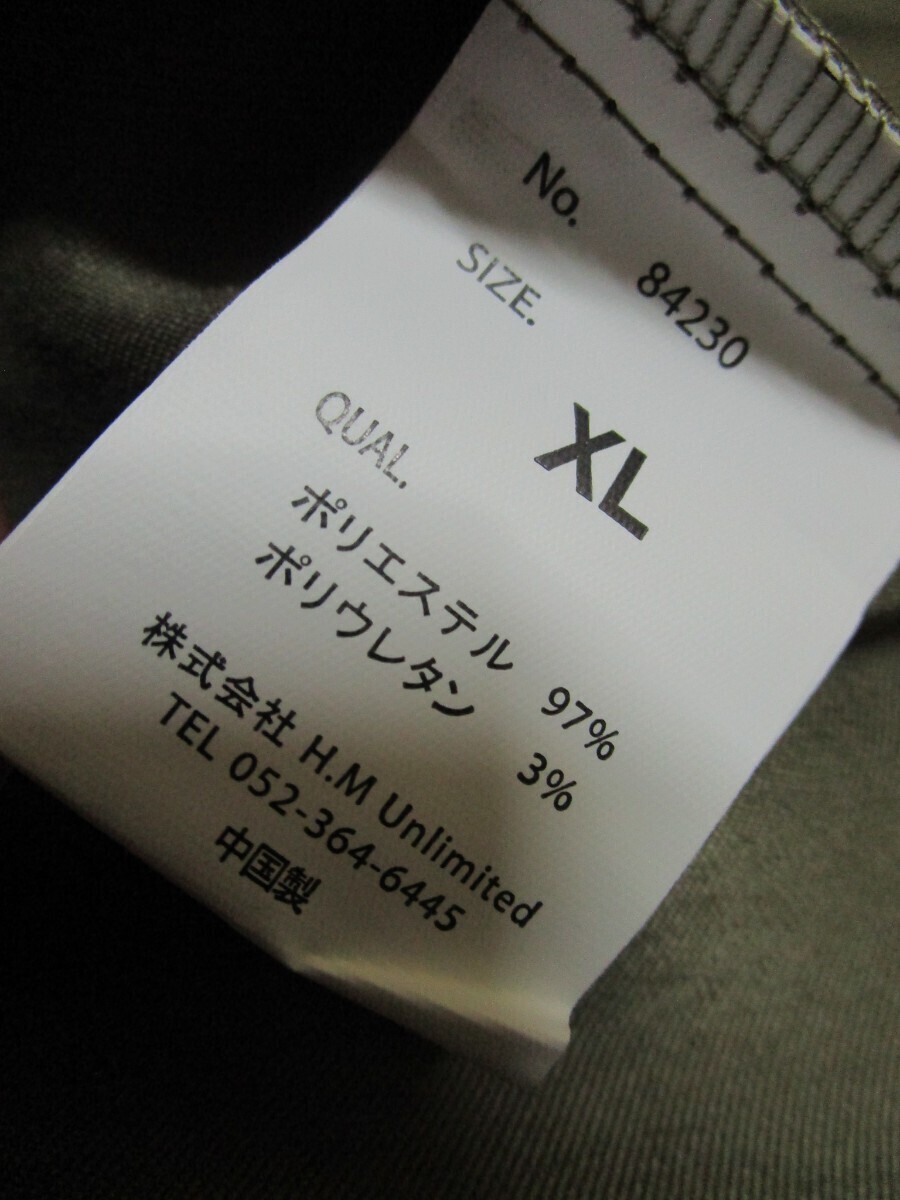 No. 84230
SiZE.
XL
QUAL.
ポリエステル 97%
ポリウレタン 3%
株式会社 H.M Unlimited
TEL 052-364-6445
中国製